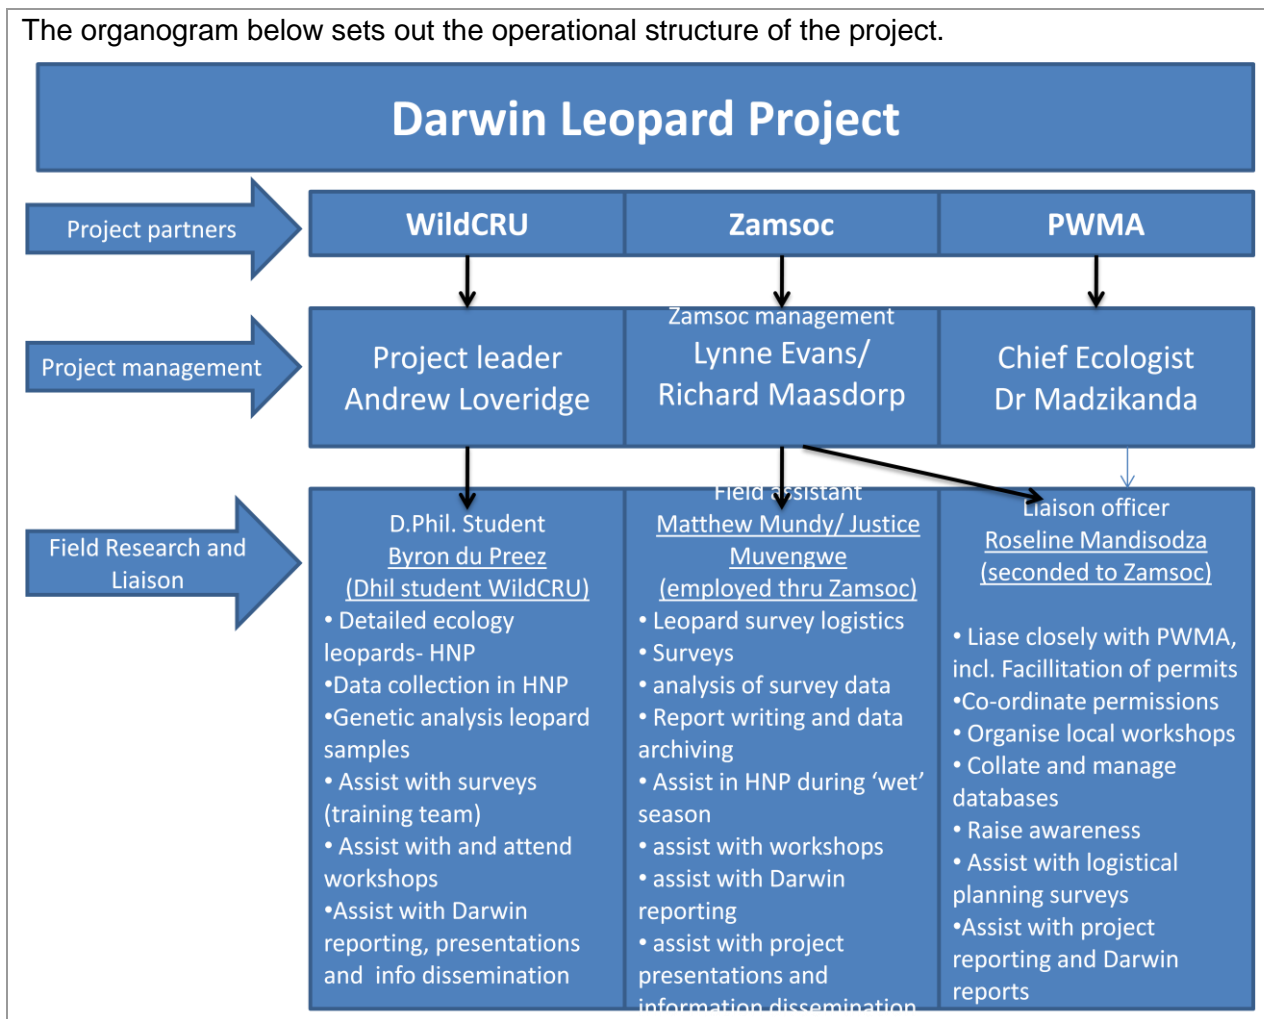 The organogram below sets out the operational structure of the project.
Darwin Leopard Project
Project partners
WildCRU
Zamsoc
PWMA
Project management
Project leader
Andrew Loveridge
Zamsoc management
Lynne Evans/
Richard Maasdorp
Chief Ecologist
Dr Madzikanda
Field Research and
Liaison
D.Phil. Student
Byron du Preez
(Dhil student WildCRU)
• Detailed ecology
leopards- HNP
•Data collection in HNP
•Genetic analysis leopard
samples
• Assist with surveys
(training team)
• Assist with and attend
workshops
•Assist with Darwin
reporting, presentations
and info dissemination
Field assistant
Matthew Mundy/ Justice
Muvengwe
(employed thru Zamsoc)
• Leopard survey logistics
• Surveys
• analysis of survey data
• Report writing and data
archiving
• Assist in HNP during ‘wet’
season
• assist with workshops
• assist with Darwin
reporting
• assist with project
presentations and
information dissemination
Liaison officer
Roseline Mandisodza
(seconded to Zamsoc)
• Liase closely with PWMA,
incl. Facillitation of permits
•Co-ordinate permissions
• Organise local workshops
• Collate and manage
databases
• Raise awareness
• Assist with logistical
planning surveys
•Assist with project
reporting and Darwin
reports